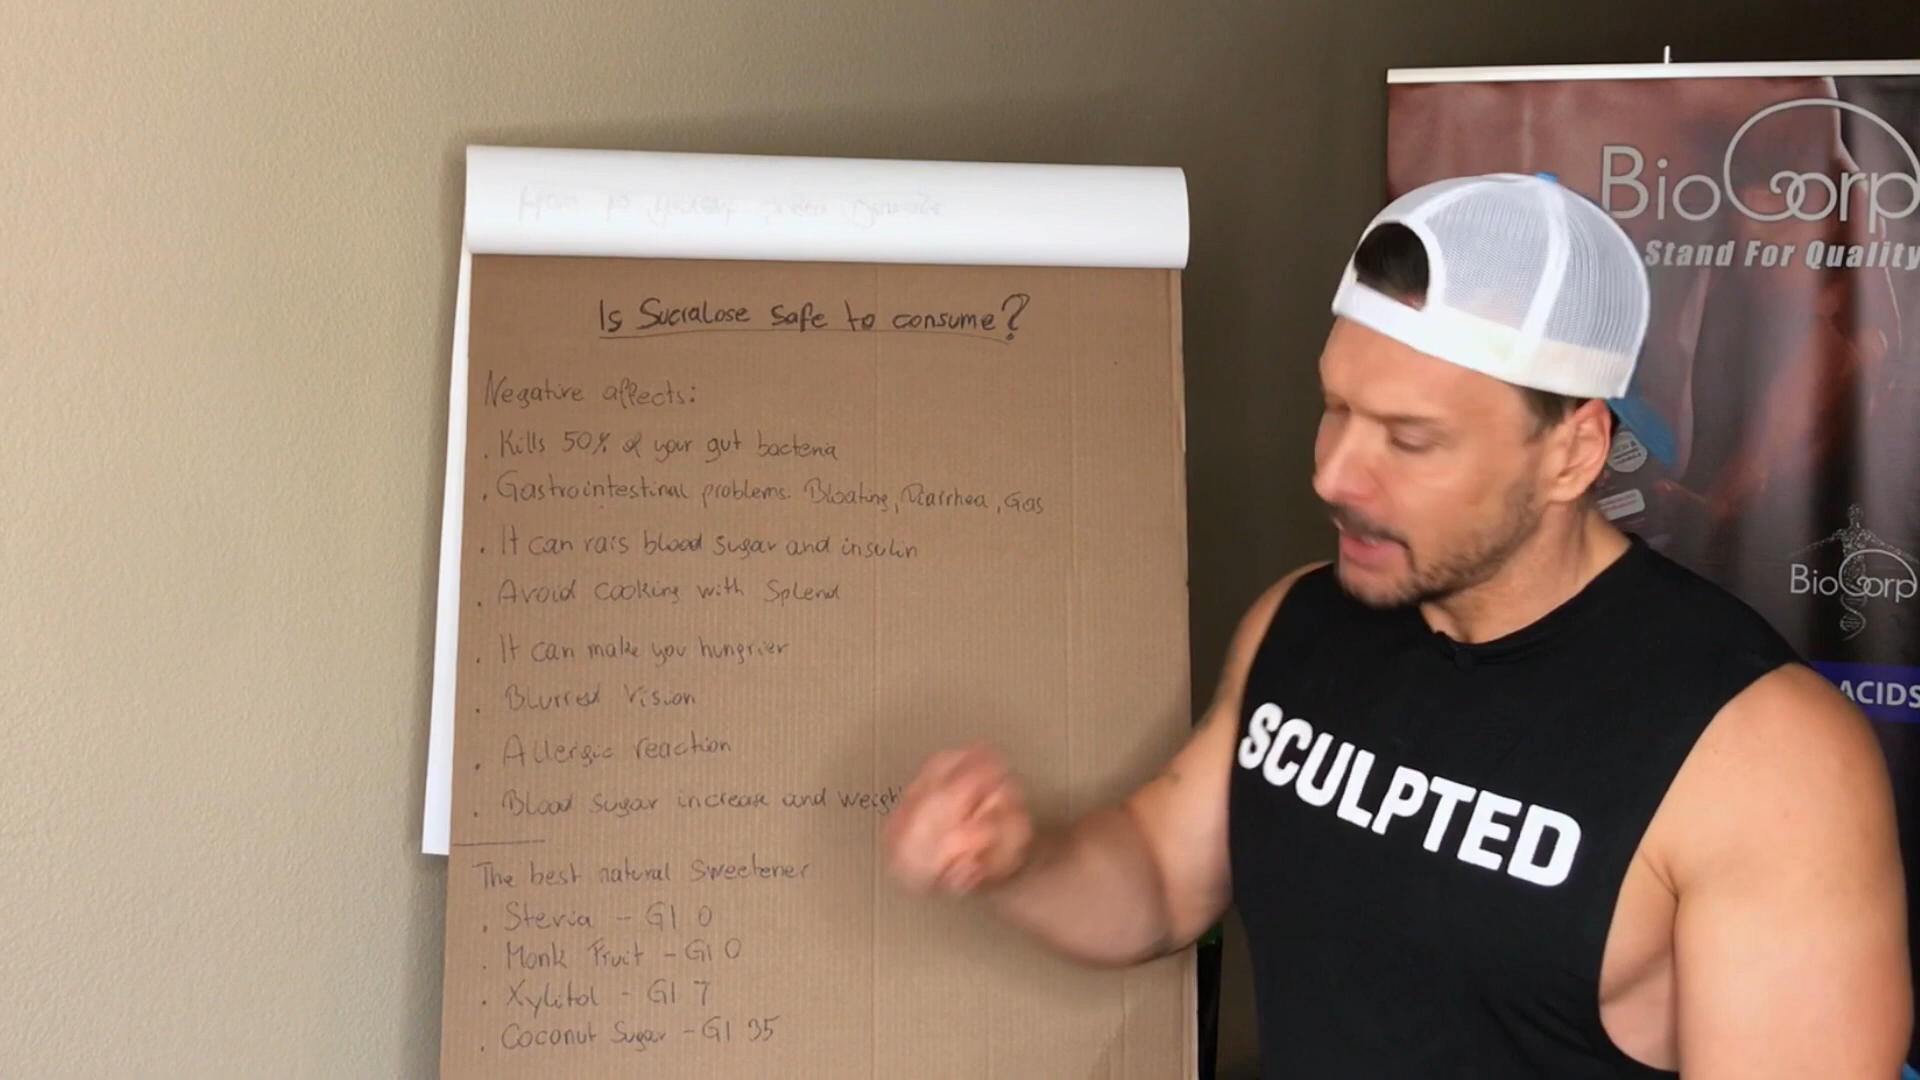 Is Sucralose safe to consume?
Negative affects:
. Kills 50% of your gut bacteria
. Gastrointestinal problems. Bloating, Diarrhea, Gas
. It can rais blood sugar and insulin
. Avoid cooking with Splend
. It can make you hungrier
. Blurred Vision
. Allergic reaction
. Blood sugar increase and weigh
The best natural Sweetener
. Stevia - GI 0
. Monk Fruit - GI 0
. Xylitol - GI 7
. Coconut Sugar - GI 35
SCULPTED
BioCorp
Stand For Quality
BioCorp
ACIDS